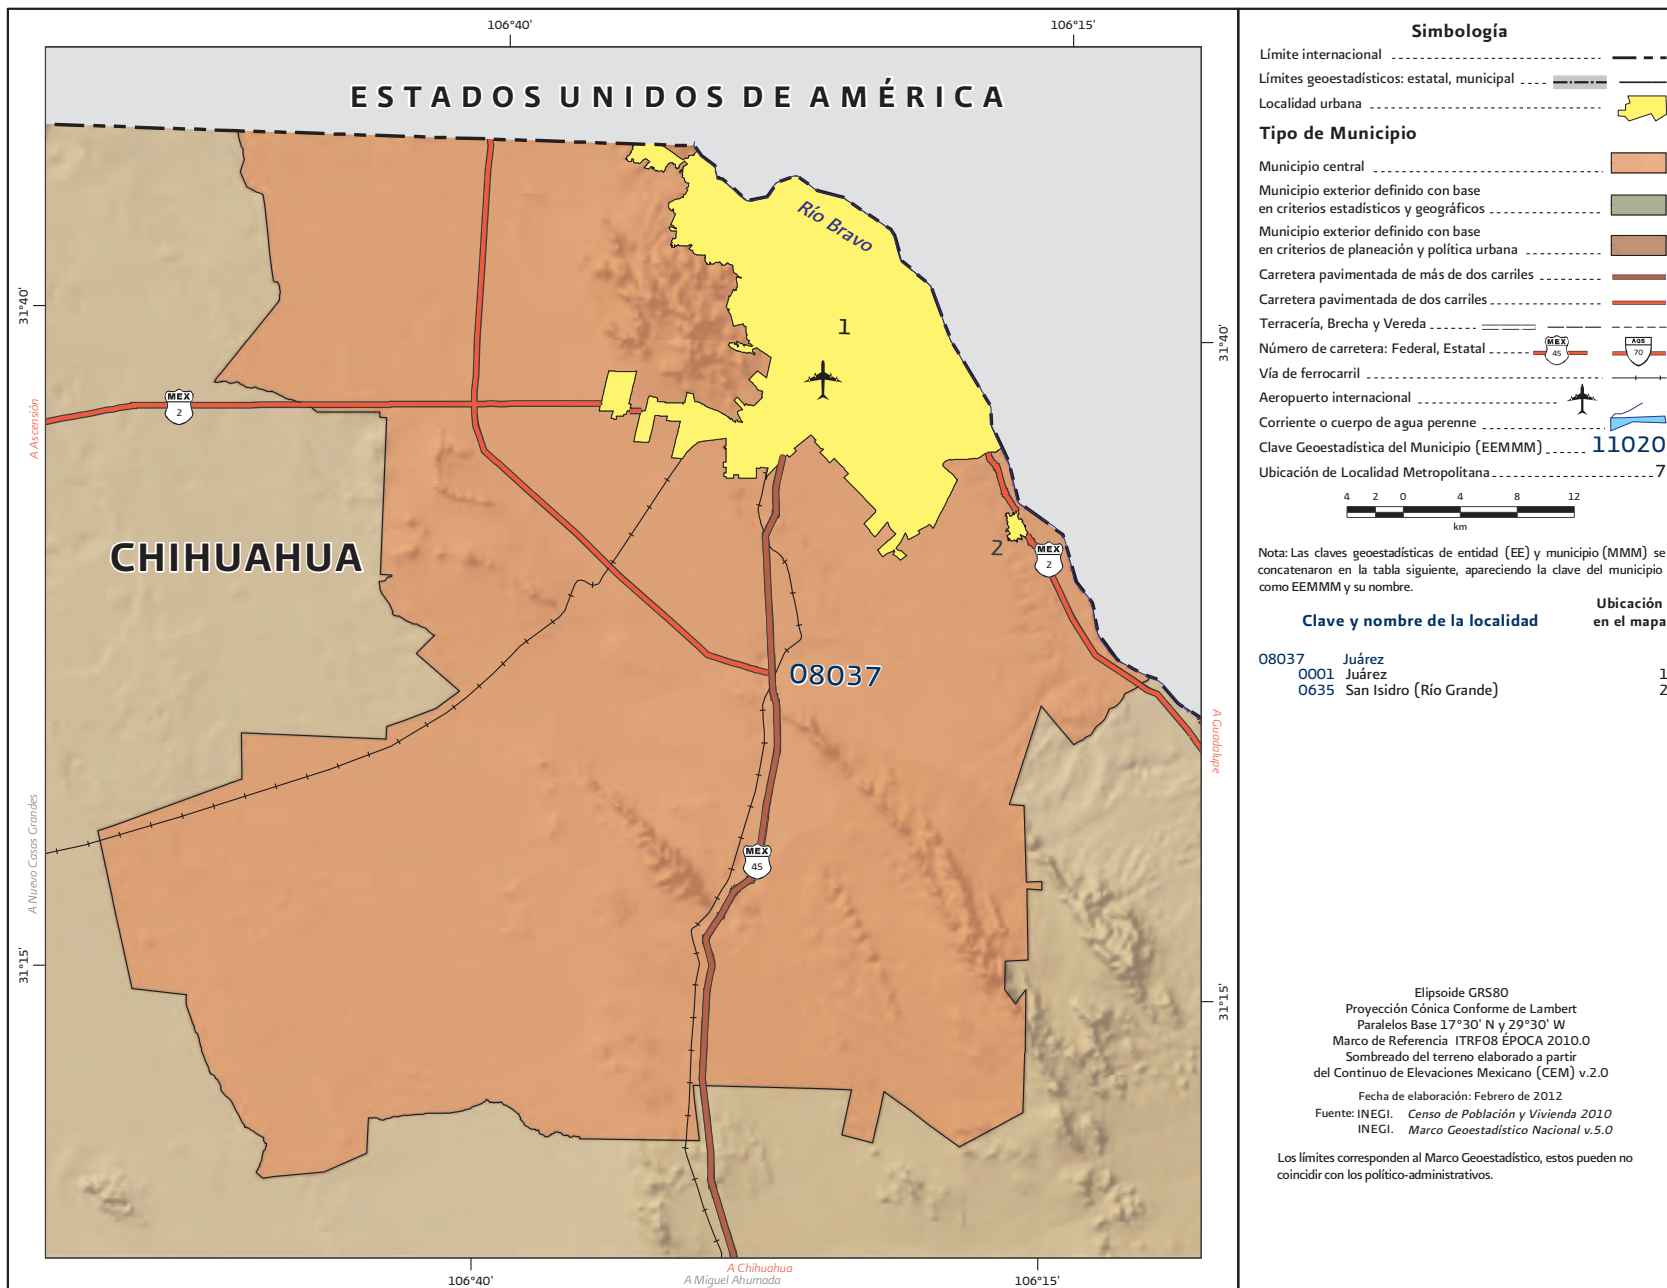 106°40'
106°15'
ESTADOS UNIDOS DE AMÉRICA
Río Bravo
31°40'
31°40'
1
MEX
2
A Ascensión
CHIHUAHUA
2
MEX
2
08037
A Guadalupe
A Nuevo Casas Grandes
MEX
45
31°15'
31°15'
106°40'
106°15'
A Chihuahua
A Miguel Ahumada
Simbología
Límite internacional
Límites geoestadísticos: estatal, municipal
Localidad urbana
Tipo de Municipio
Municipio central
Municipio exterior definido con base
en criterios estadísticos y geográficos
Municipio exterior definido con base
en criterios de planeación y política urbana
Carretera pavimentada de más de dos carriles
Carretera pavimentada de dos carriles
Terracería, Brecha y Vereda
Número de carretera: Federal, Estatal
MEX
45
AGS
70
Vía de ferrocarril
Aeropuerto internacional
Corriente o cuerpo de agua perenne
Clave Geoestadística del Municipio (EEMMM) 11020
Ubicación de Localidad Metropolitana 7
4 2 0 4 8 12
km
Nota: Las claves geoestadísticas de entidad (EE) y municipio (MMM) se
concatenaron en la tabla siguiente, apareciendo la clave del municipio
como EEMMM y su nombre.
Clave y nombre de la localidad
Ubicación
en el mapa
08037 Juárez
0001 Juárez 1
0635 San Isidro (Río Grande) 2
Elipsoide GRS80
Proyección Cónica Conforme de Lambert
Paralelos Base 17°30' N y 29°30' W
Marco de Referencia ITRF08 ÉPOCA 2010.0
Sombreado del terreno elaborado a partir
del Continuo de Elevaciones Mexicano (CEM) v.2.0
Fecha de elaboración: Febrero de 2012
Fuente: INEGI. Censo de Población y Vivienda 2010
INEGI. Marco Geoestadístico Nacional v.5.0
Los límites corresponden al Marco Geoestadístico, estos pueden no
coincidir con los político-administrativos.